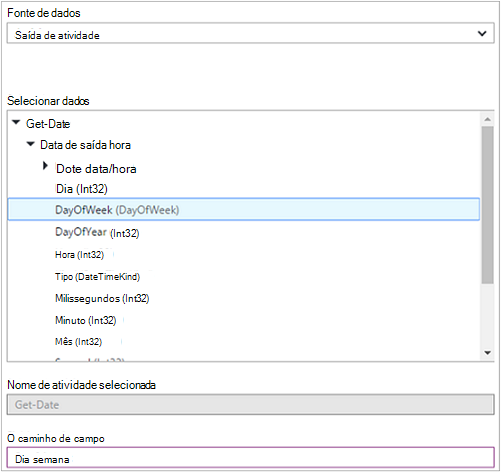 Fonte de dados
Saída de atividade
Selecionar dados
Get-Date
Data de saída hora
Dote data/hora
Dia (Int32)
DayOfWeek (DayOfWeek)
DayOfYear (Int32)
Hora (Int32)
Tipo (DateTimeKind)
Milissegundos (Int32)
Minuto (Int32)
Mês (Int32)
Nome de atividade selecionada
Get-Date
O caminho de campo
Dia semana